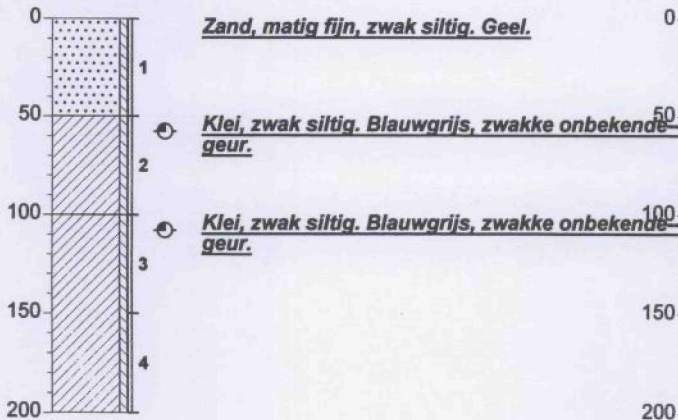 0
Zand, matig fijn, zwak siltig. Geel.
0
1
50
Klei, zwak siltig. Blauwgrijs, zwakke onbekende
50
geur.
2
100
Klei, zwak siltig. Blauwgrijs, zwakke onbekende
100
geur.
3
150
150
4
200
200